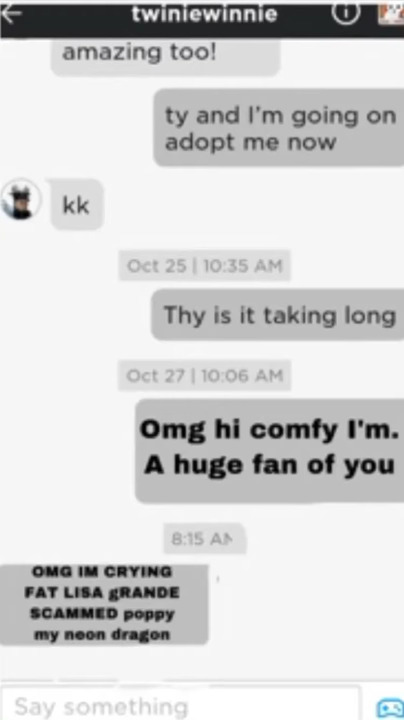 twiniewinnie
amazing too!
ty and I'm going on
adopt me now
kk
Oct 25 | 10:35 AM
Thy is it taking long
Oct 27 | 10:06 AM
Omg hi comfy I'm.
A huge fan of you
8:15 AM
OMG IM CRYING
FAT LISA gRANDE
SCAMMED poppy
my neon dragon
Say something